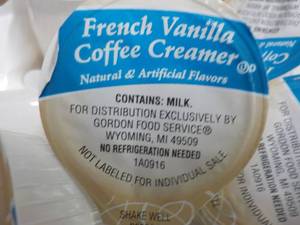 French Vanilla
Coffee Creamer
Natural & Artificial Flavors
CONTAINS: MILK.
FOR DISTRIBUTION EXCLUSIVELY BY
GORDON FOOD SERVICE®
WYOMING, MI 49509
NO REFRIGERATION NEEDED
1A0916
NOT LABELED FOR INDIVIDUAL SALE
SHAKE WELL